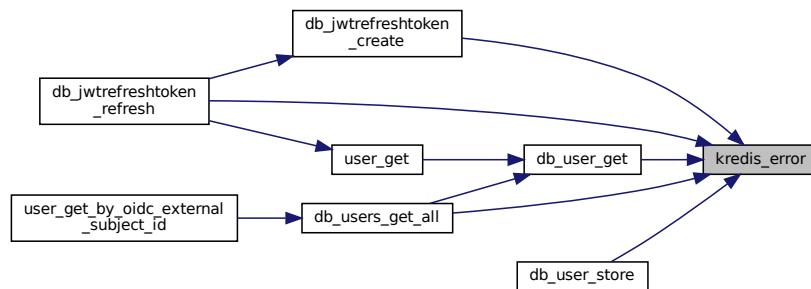 db_jwtrefreshtoken
_create
db_jwtrefreshtoken
_refresh
user_get
db_user_get
kredis_error
user_get_by_oidc_external
_subject_id
db_users_get_all
db_user_store